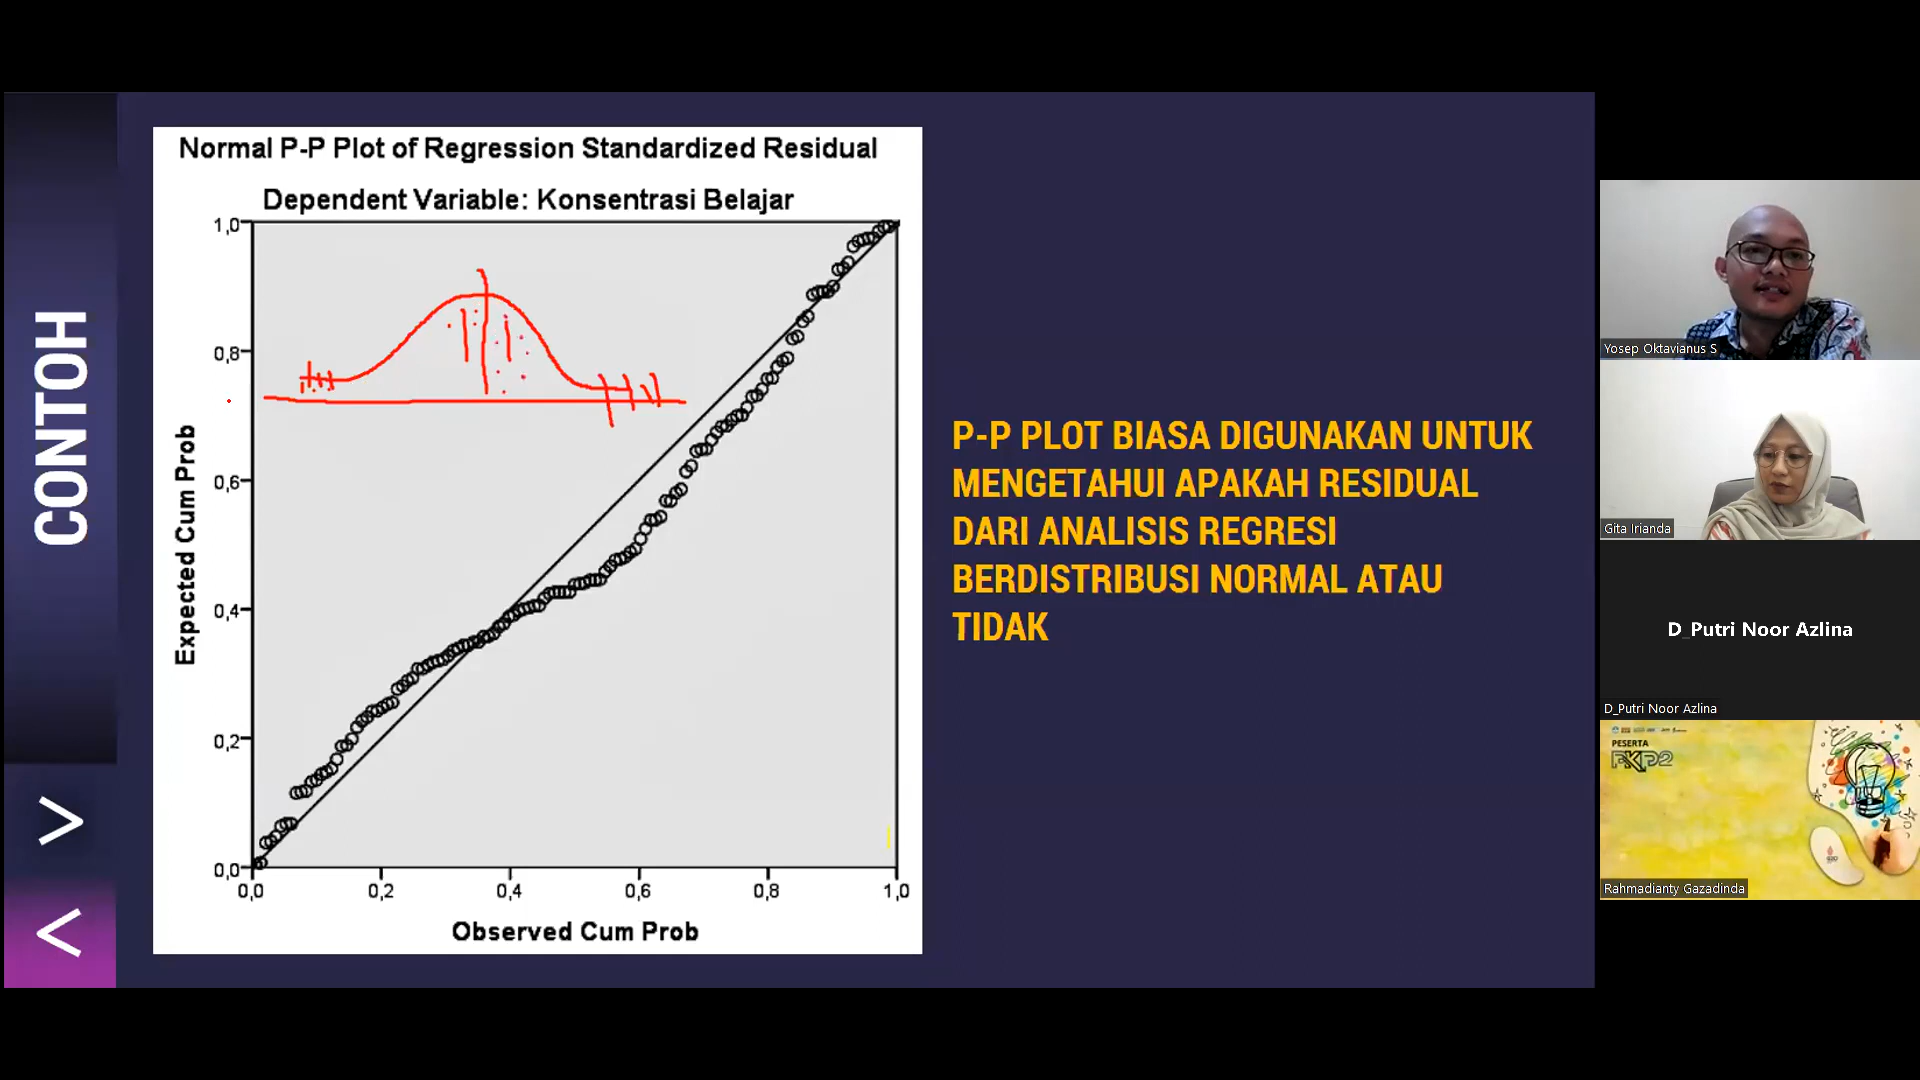 CONTOH
Normal P-P Plot of Regression Standardized Residual
Dependent Variable: Konsentrasi Belajar
Expected Cum Prob
1,0
0,8
0,6
0,4
0,2
0,0
0,0 0,2 0,4 0,6 0,8 1,0
Observed Cum Prob
P-P PLOT BIASA DIGUNAKAN UNTUK
MENGETAHUI APAKAH RESIDUAL
DARI ANALISIS REGRESI
BERDISTRIBUSI NORMAL ATAU
TIDAK
Yosep Oktavianus S
Gita Irianda
D_Putri Noor Azlina
D_Putri Noor Azlina
PESERTA
PKP2
Rahmadianty Gazadinda